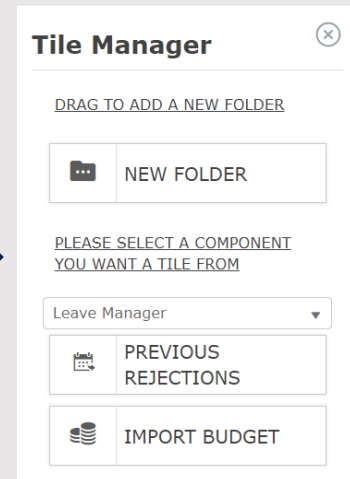 Tile Manager
DRAG TO ADD A NEW FOLDER
NEW FOLDER
PLEASE SELECT A COMPONENT
YOU WANT A TILE FROM
Leave Manager
PREVIOUS
REJECTIONS
IMPORT BUDGET